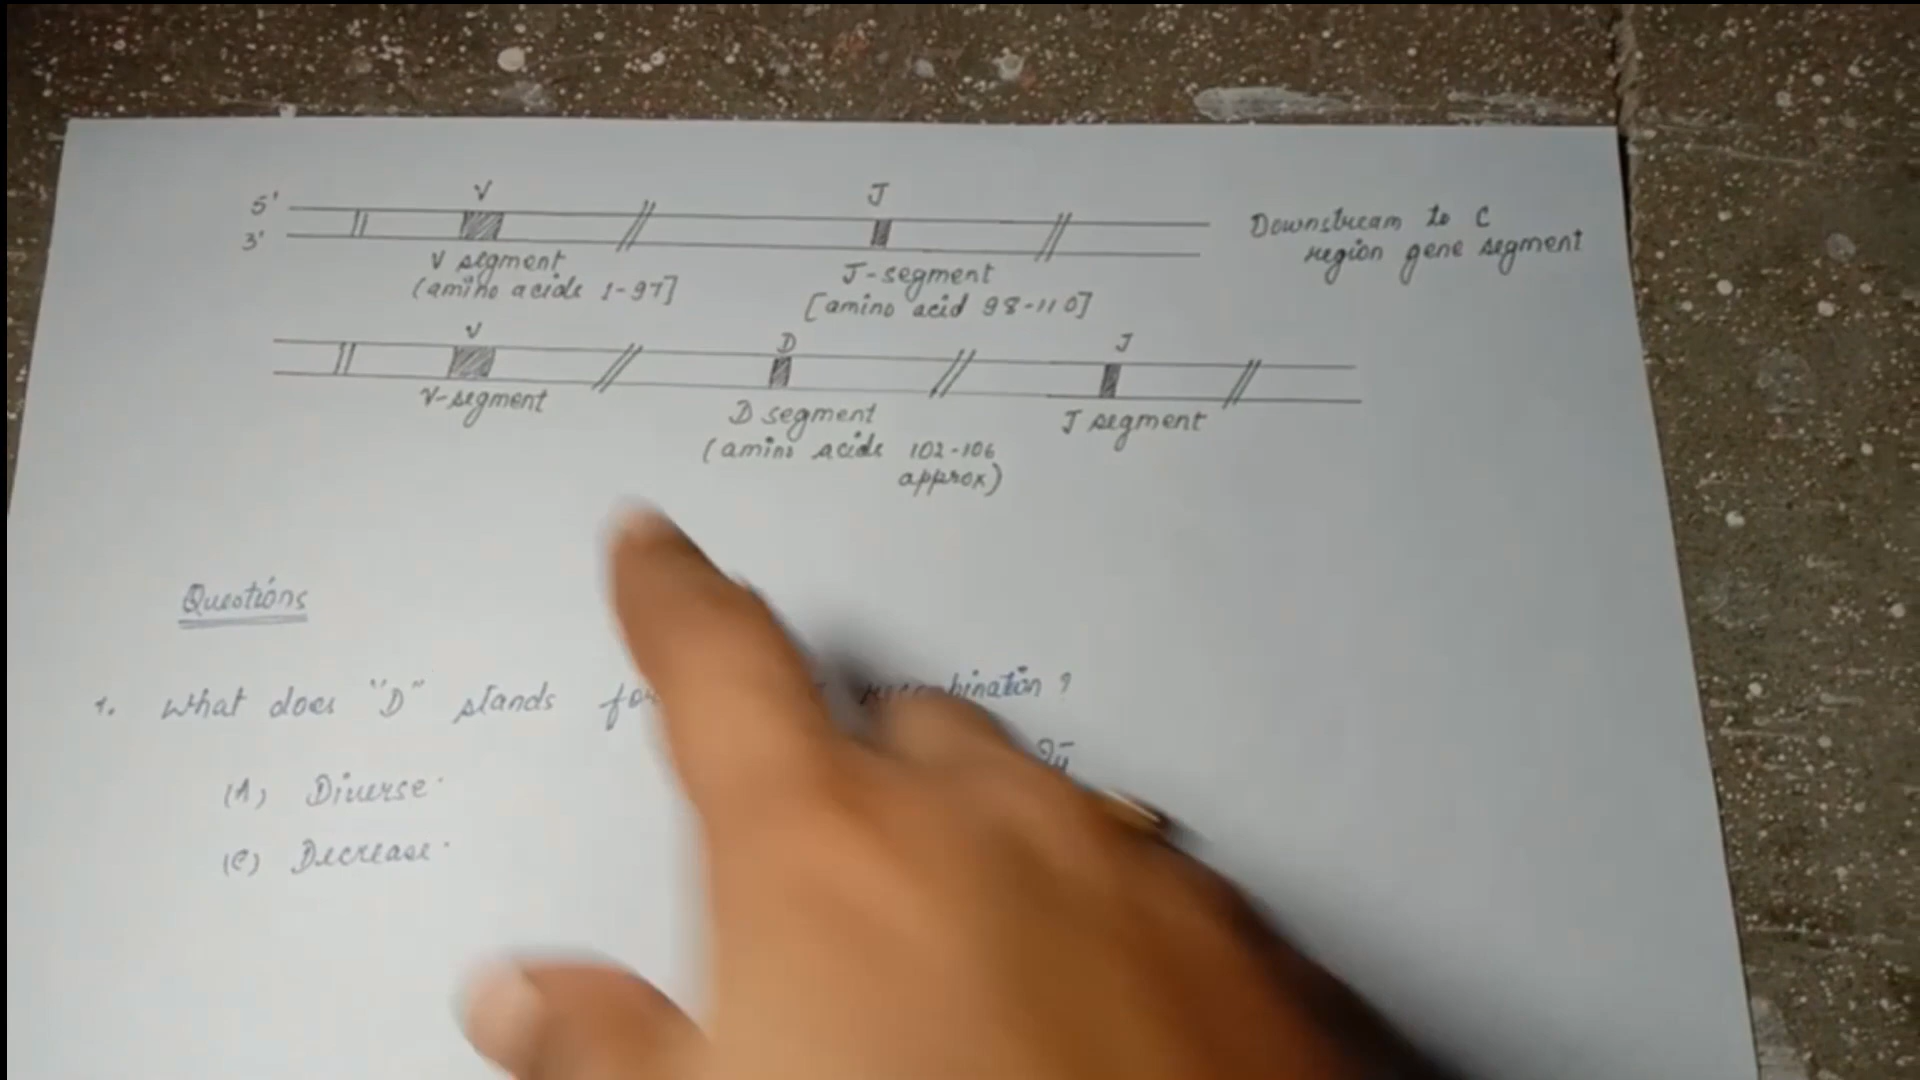 V J
5'
3'
Downstream to C
region gene segment
V segment
(amino acids 1-97]
J-segment
[amino acid 98-110]
V D J
V-segment
D segment
(amino acids 102-106
approx)
J segment
Questions
1. What does "D" stands recombination ?
(A) Diverse.
(C) Decrease.